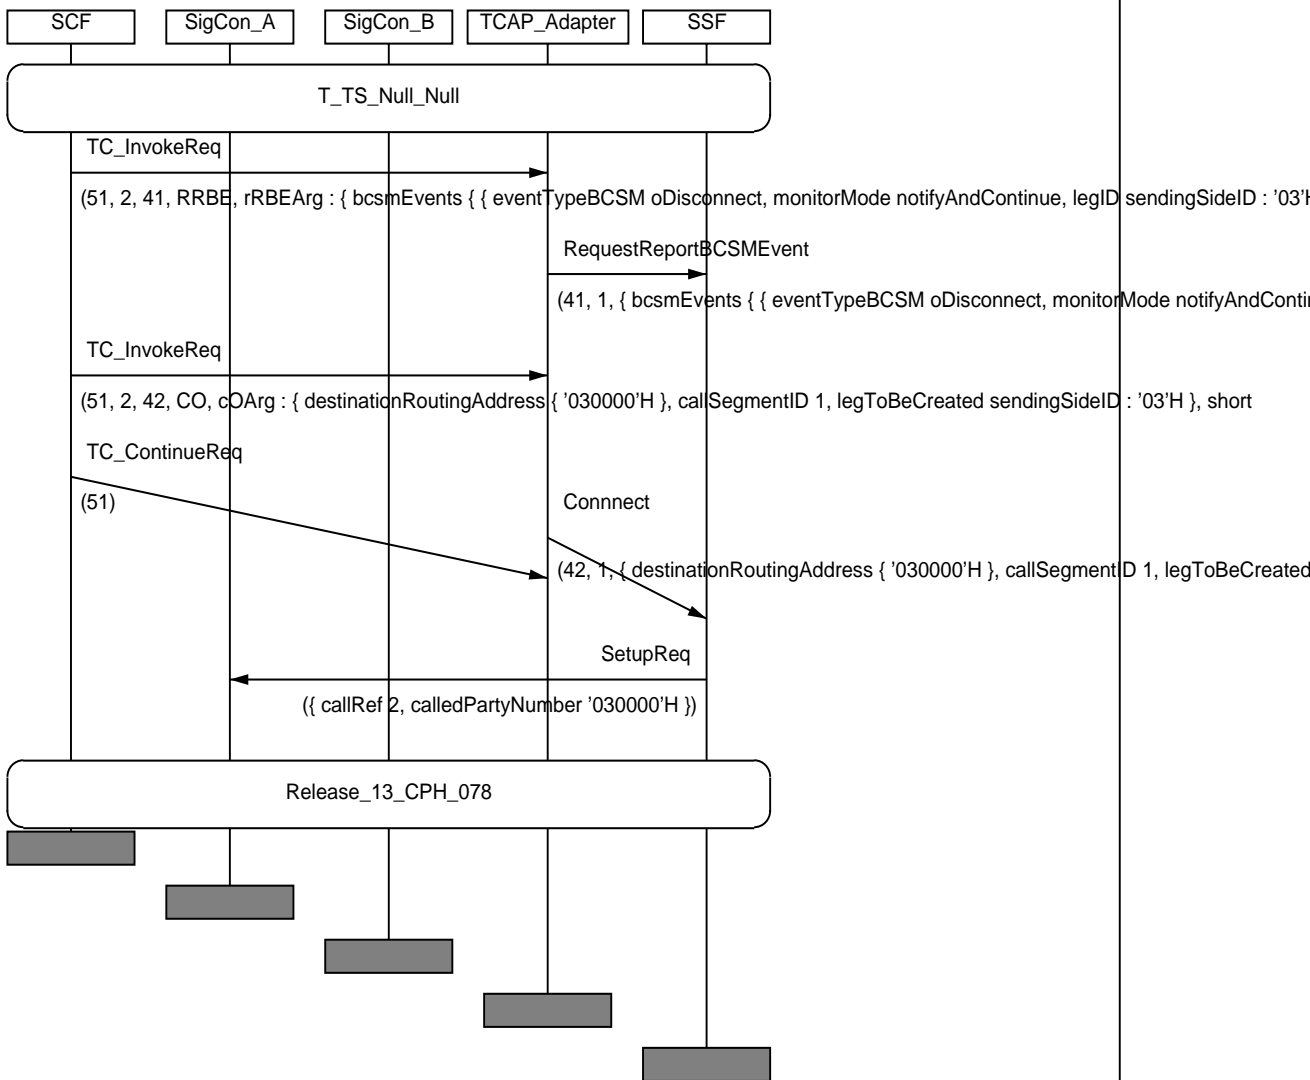 SCF SigCon_A SigCon_B TCAP_Adapter SSF
T_TS_Null_Null
TC_InvokeReq
(51, 2, 41, RRBE, rRBEArg : { bcsmEvents { { eventTypeBCSM oDisconnect, monitorMode notifyAndContinue, legID sendingSideID : '03'H
RequestReportBCSMEvent
(41, 1, { bcsmEvents { { eventTypeBCSM oDisconnect, monitorMode notifyAndContin
TC_InvokeReq
(51, 2, 42, CO, cOArg : { destinationRoutingAddress { '030000'H }, callSegmentID 1, legToBeCreated sendingSideID : '03'H }, short
TC_ContinueReq
(51)
Connnect
(42, 1, { destinationRoutingAddress { '030000'H }, callSegmentID 1, legToBeCreated
SetupReq
({ callRef 2, calledPartyNumber '030000'H })
Release_13_CPH_078